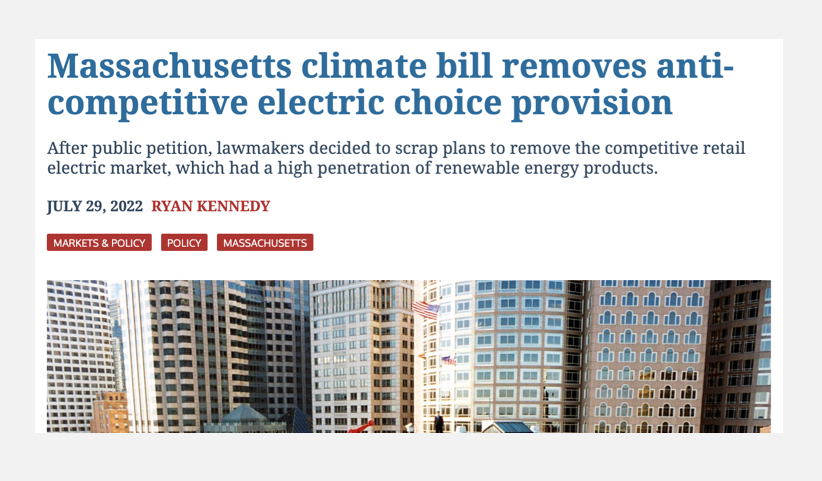 Massachusetts climate bill removes anti-
competitive electric choice provision
After public petition, lawmakers decided to scrap plans to remove the competitive retail
electric market, which had a high penetration of renewable energy products.
JULY 29, 2022 RYAN KENNEDY
MARKETS & POLICY POLICY MASSACHUSETTS